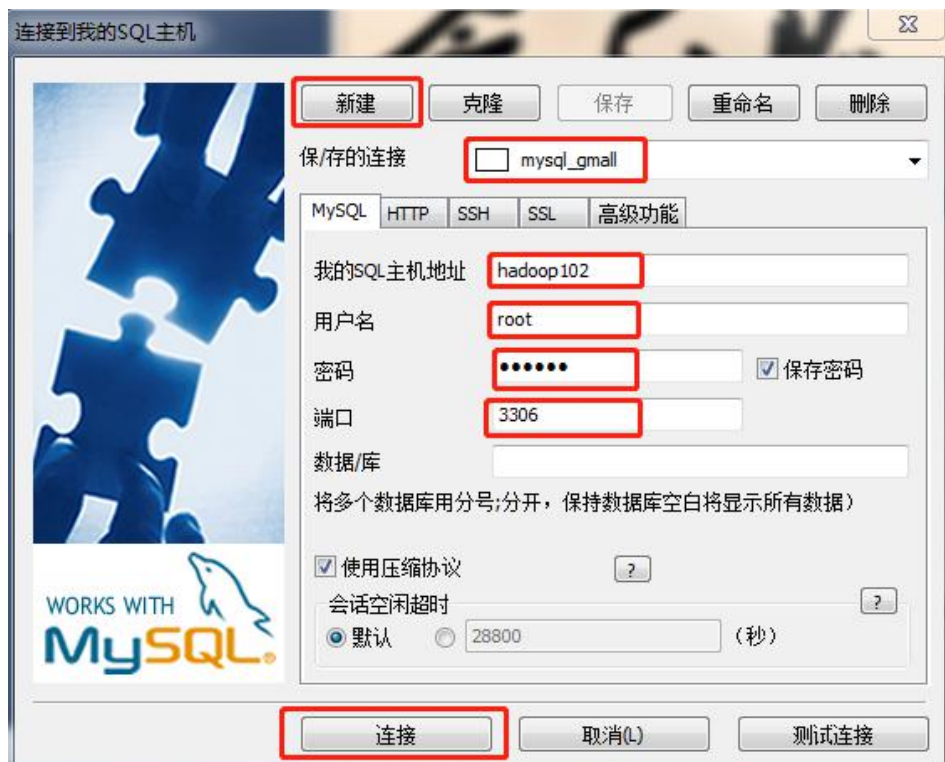 连接到我的SQL主机
新建 克隆 保存 重命名 删除
保/存的连接 mysql_gmall
MySQL HTTP SSH SSL 高级功能
我的SQL主机地址 hadoop102
用户名 root
密码 •••••• 保存密码
端口 3306
数据/库
将多个数据库用分号;分开，保持数据库空白将显示所有数据)
使用压缩协议 ?
会话空闲超时 ?
默认 28800 (秒)
WORKS WITH
MySQL®
连接 取消(L) 测试连接